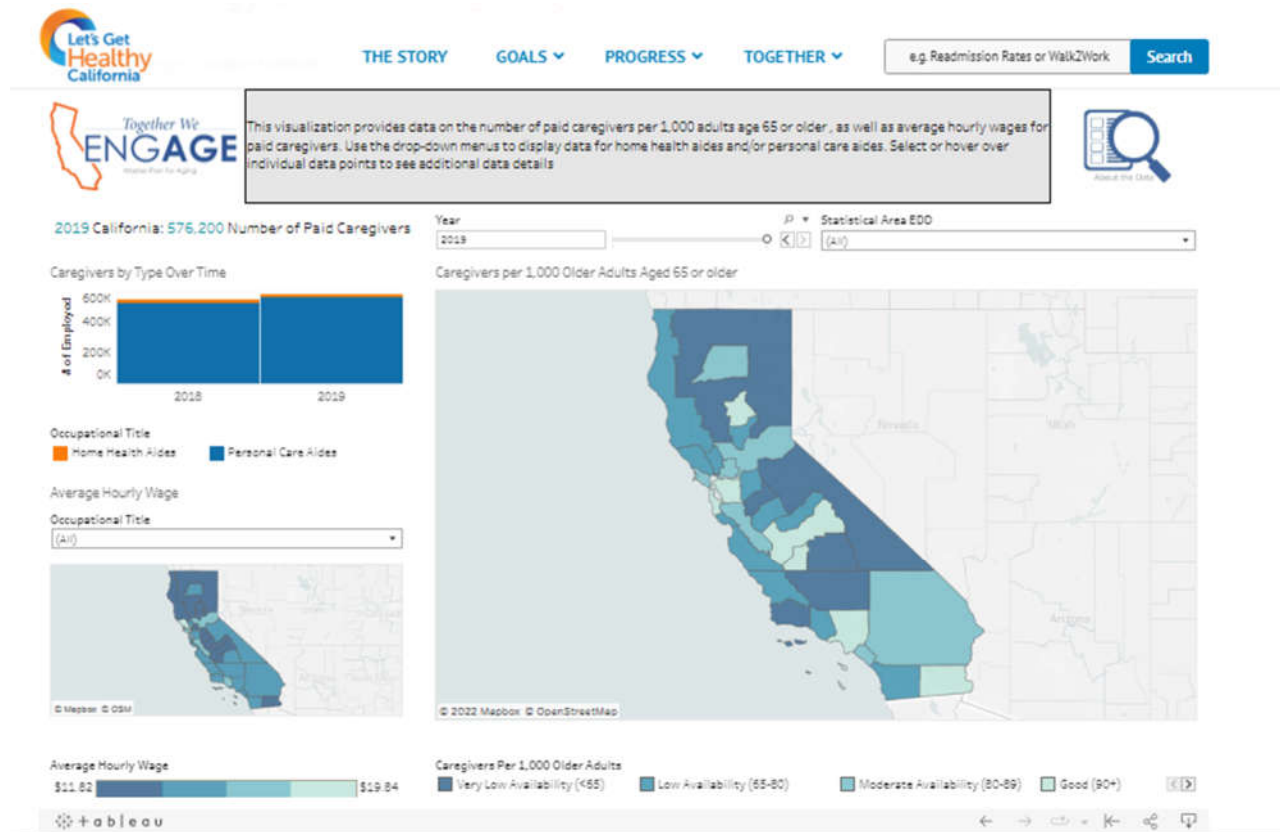 Let's Get
Healthy
California
THE STORY
GOALS
PROGRESS
TOGETHER
e.g. Readmission Rates or Walk2Work
Search
Together We
ENGAGE
Master Plan for Aging
This visualization provides data on the number of paid caregivers per 1,000 adults age 65 or older , as well as average hourly wages for
paid caregivers. Use the drop-down menus to display data for home health aides and/or personal care aides. Select or hover over
individual data points to see additional data details
About the Data
2019 California: 576,200 Number of Paid Caregivers
Year
2019
Statistical Area EDD
(All)
Caregivers by Type Over Time
# of Employed
600K
400K
200K
0K
2018
2019
Occupational Title
Home Health Aides
Personal Care Aides
Average Hourly Wage
Occupational Title
(All)
© Mapbox © OSM
Caregivers per 1,000 Older Adults Aged 65 or older
Nevada
Utah
Arizona
© 2022 Mapbox © OpenStreetMap
Average Hourly Wage
$11.82
$19.84
Caregivers Per 1,000 Older Adults
Very Low Availability (<65)
Low Availability (65-80)
Moderate Availability (80-89)
Good (90+)
+ableau